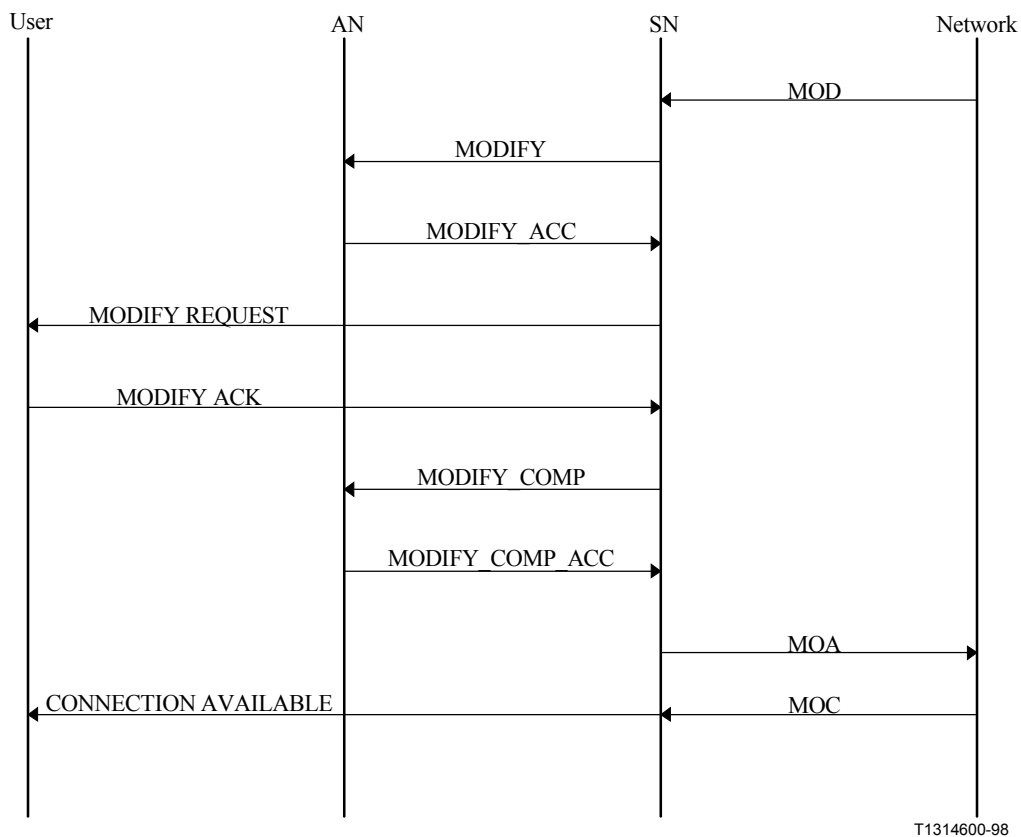 User AN SN Network
MOD
MODIFY
MODIFY_ACC
MODIFY REQUEST
MODIFY ACK
MODIFY_COMP
MODIFY_COMP_ACC
MOA
CONNECTION AVAILABLE MOC
T1314600-98